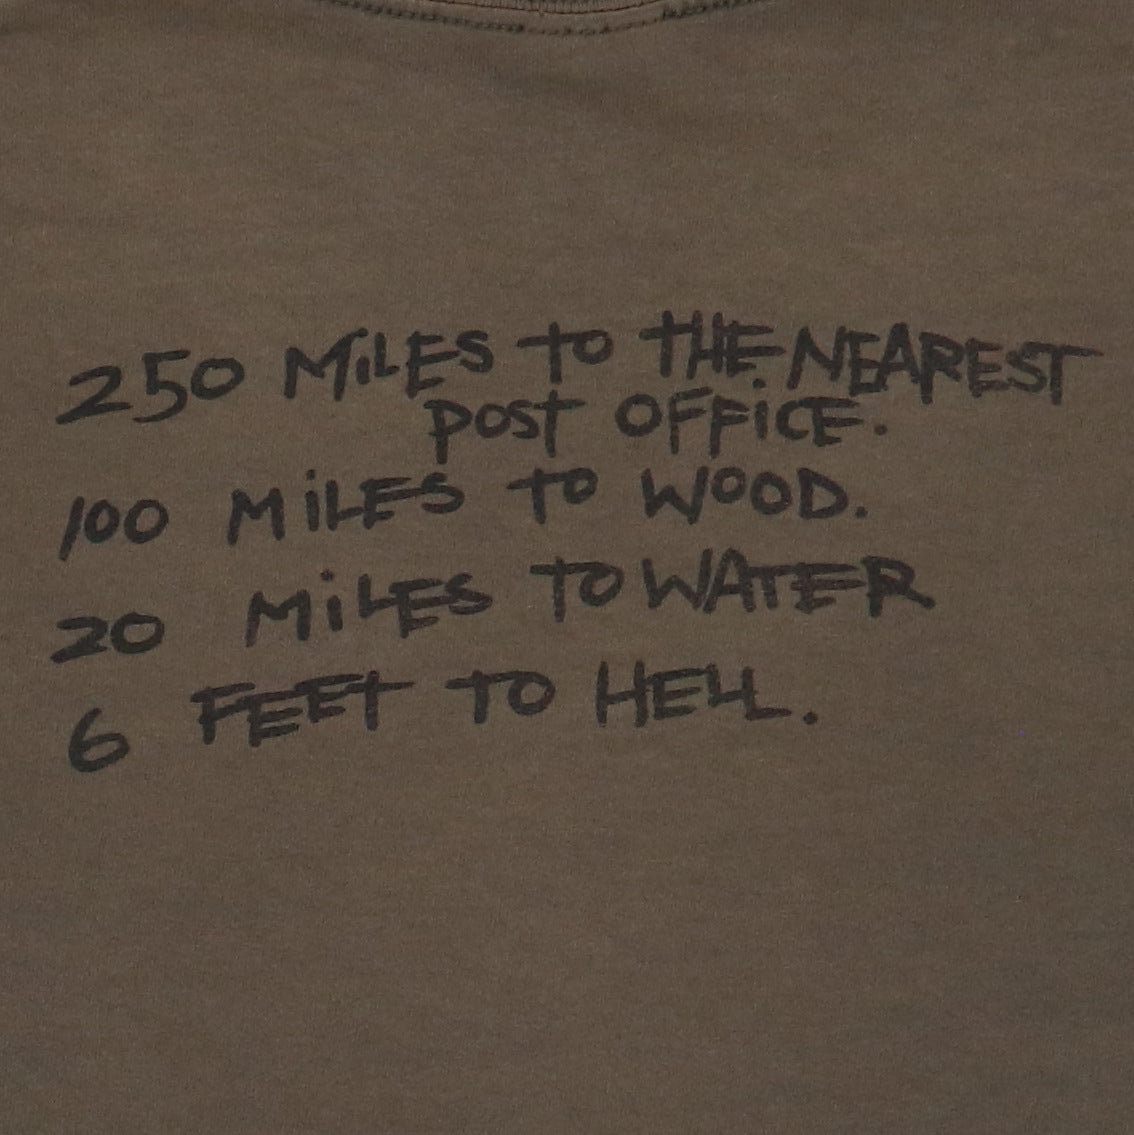 250 MiLES to tHE NEAREST
POST OFFiCE.
100 MiLES to WOOD.
20 MiLES TO WATER
6 FEEt TO HELL.